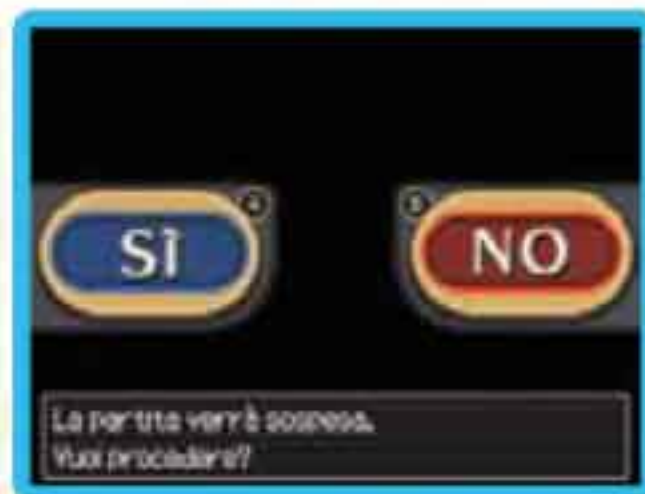 SÌ
NO
La partita verrà sospesa.
Vuoi procedere?